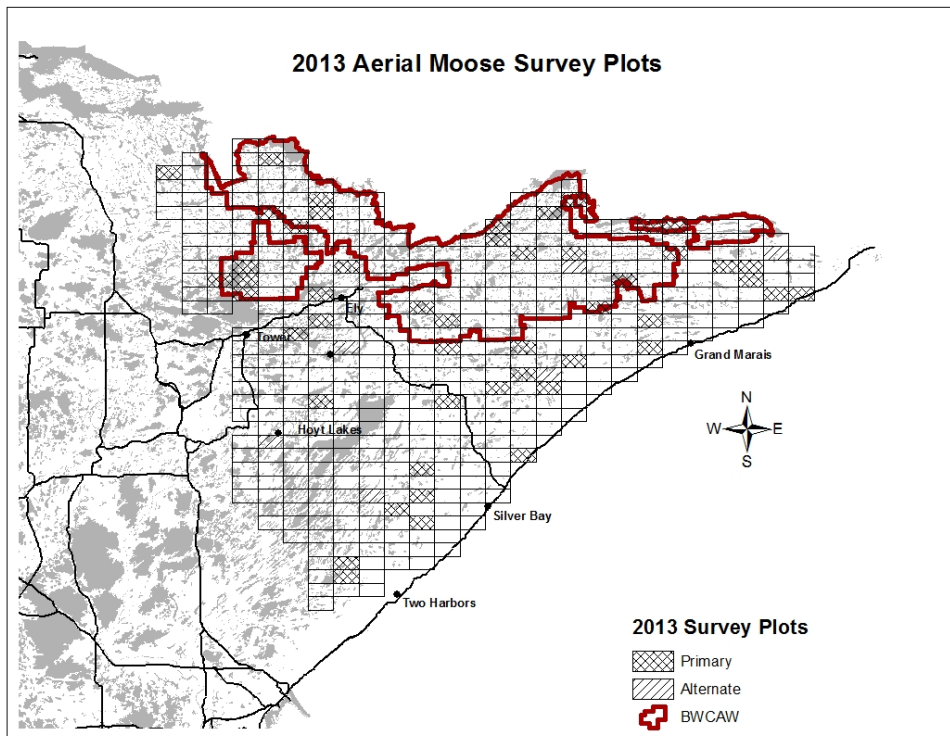 2013 Aerial Moose Survey Plots
Ely
Tower
Grand Marais
N
W E
S
Hoyt Lakes
Silver Bay
Two Harbors
2013 Survey Plots
Primary
Alternate
BWCAW